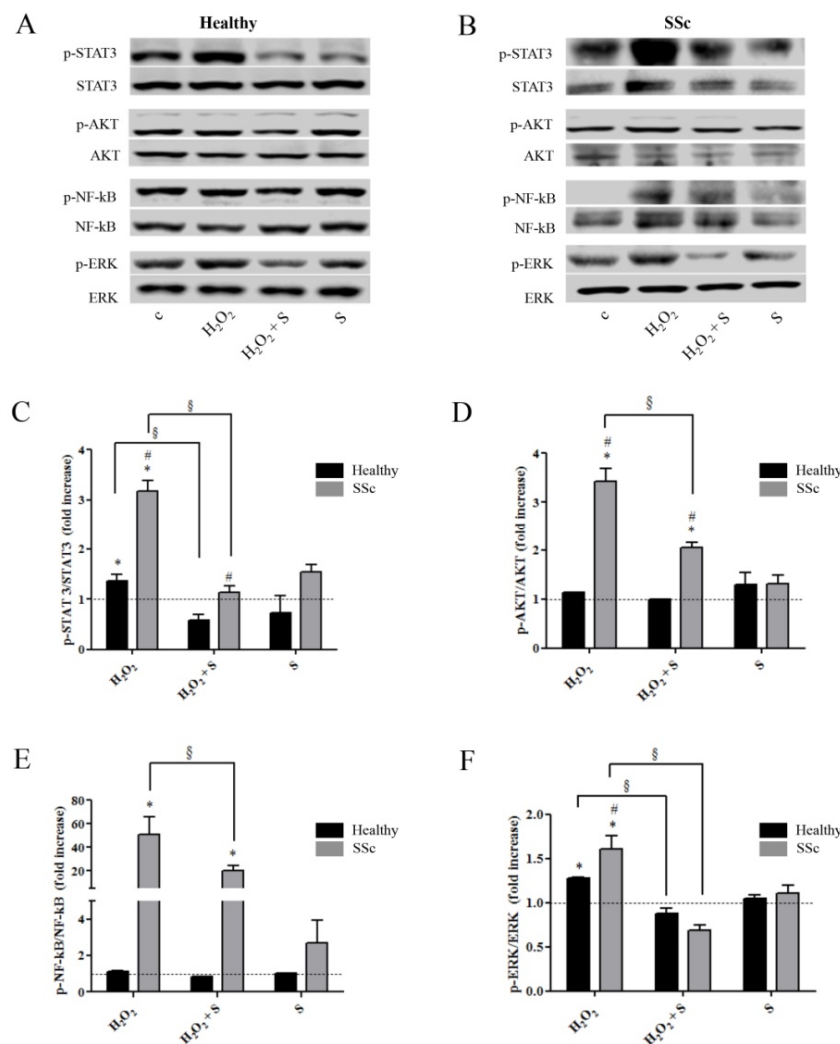 A
Healthy
p-STAT3
STAT3
p-AKT
AKT
p-NF-kB
NF-kB
p-ERK
ERK
c
H₂O₂
H₂O₂ + S
S
B
SSc
p-STAT3
STAT3
p-AKT
AKT
p-NF-kB
NF-kB
p-ERK
ERK
c
H₂O₂
H₂O₂ + S
S
C
§
§
p-STAT 3/STAT3 (fold increase)
4
3
2
1
0
*
#
*
#
Healthy
SSc
H₂O₂
H₂O₂ + S
S
D
§
p-AKT/AKT (fold increase)
4
3
2
1
0
#
*
#
*
Healthy
SSc
H₂O₂
H₂O₂ + S
S
E
§
p-NF-kB/NF-kB (fold increase)
80
60
40
20
4
2
0
*
*
Healthy
SSc
H₂O₂
H₂O₂ + S
S
F
§
§
p-ERK/ERK (fold increase)
2.0
1.5
1.0
0.5
0.0
*
#
*
Healthy
SSc
H₂O₂
H₂O₂ + S
S